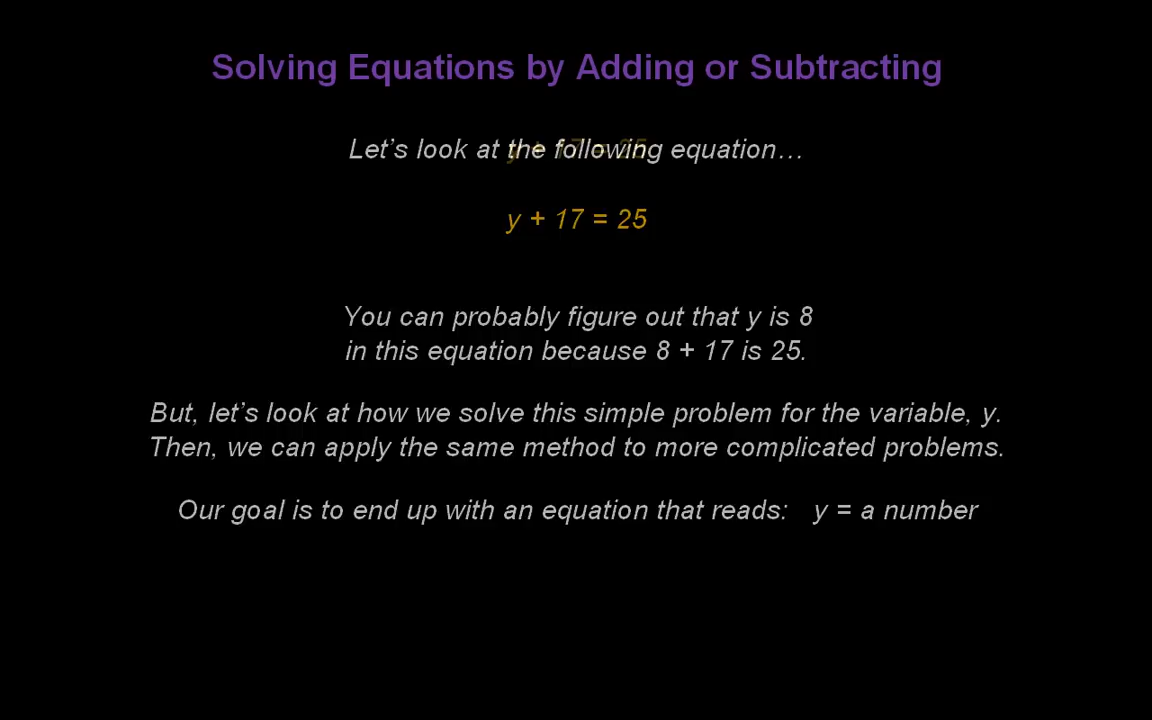 Solving Equations by Adding or Subtracting
Let’s look at the following equation…
y + 17 = 25
y + 17 = 25
You can probably figure out that y is 8
in this equation because 8 + 17 is 25.
But, let’s look at how we solve this simple problem for the variable, y.
Then, we can apply the same method to more complicated problems.
Our goal is to end up with an equation that reads: y = a number